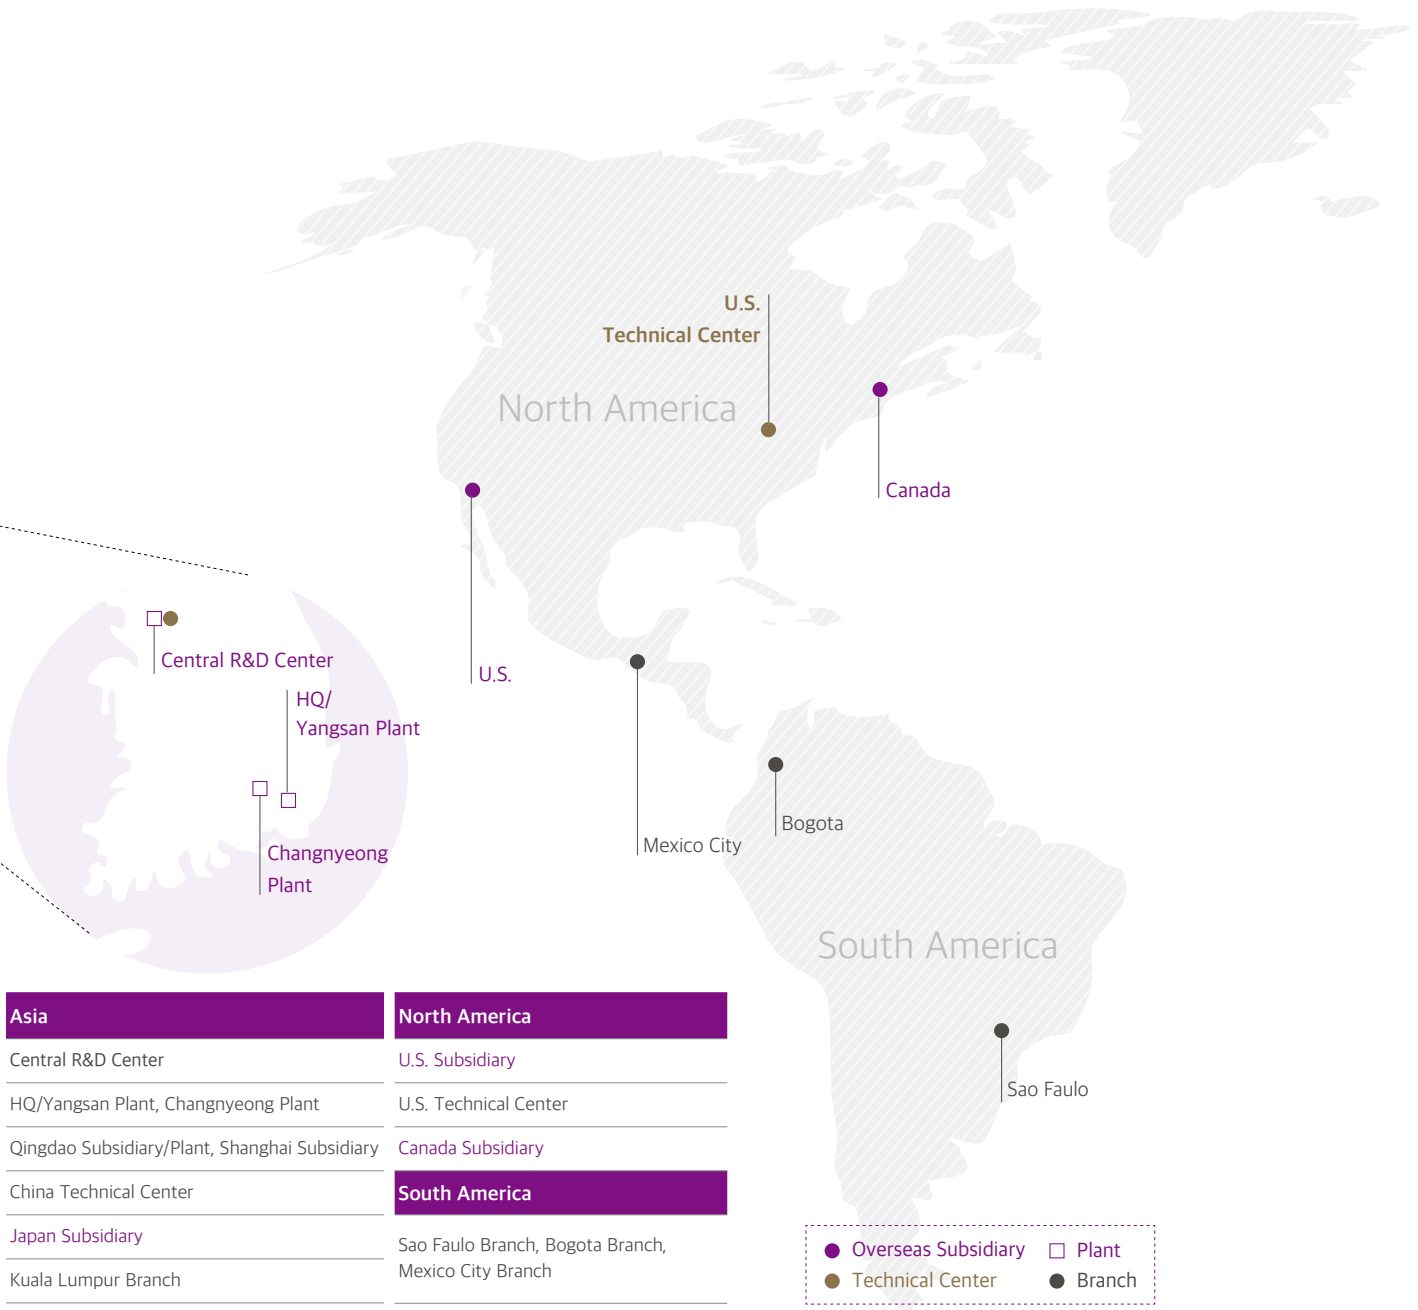 U.S.
Technical Center
North America
Canada
U.S.
Central R&D Center
HQ/
Yangsan Plant
Changnyeong
Plant
Mexico City
Bogota
South America
Sao Faulo
Asia
Central R&D Center
HQ/Yangsan Plant, Changnyeong Plant
Qingdao Subsidiary/Plant, Shanghai Subsidiary
China Technical Center
Japan Subsidiary
Kuala Lumpur Branch
North America
U.S. Subsidiary
U.S. Technical Center
Canada Subsidiary
South America
Sao Faulo Branch, Bogota Branch,
Mexico City Branch
Overseas Subsidiary
Plant
Technical Center
Branch